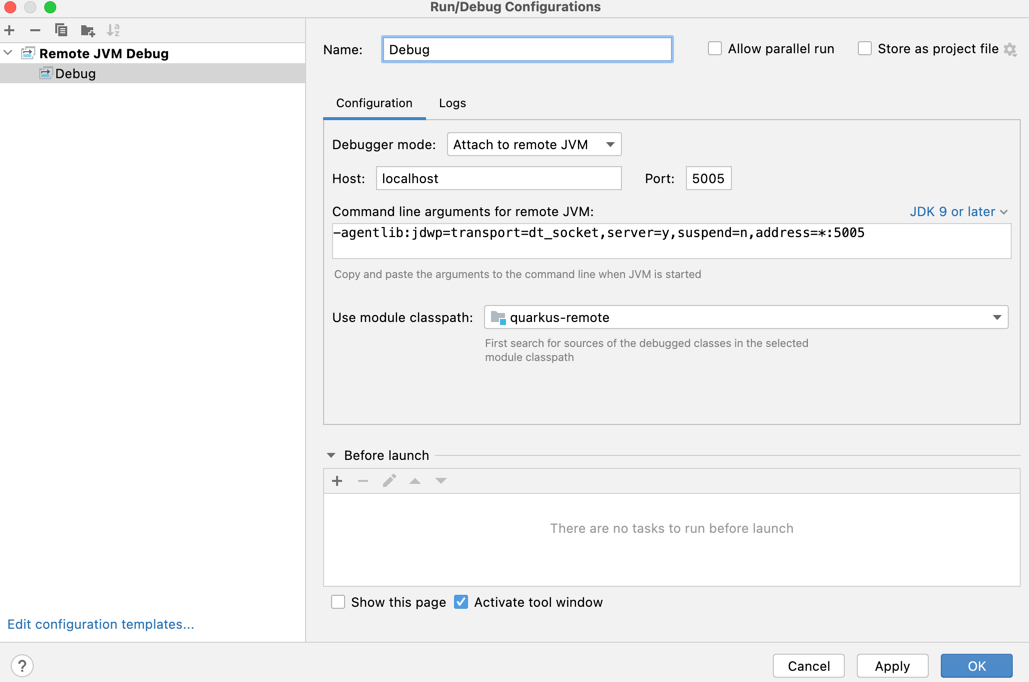 Run/Debug Configurations
Remote JVM Debug
Debug
Edit configuration templates...
Name:
Debug
Allow parallel run
Store as project file
Configuration
Logs
Debugger mode:
Attach to remote JVM
Host:
localhost
Port:
5005
Command line arguments for remote JVM:
JDK 9 or later
-agentlib:jdwp=transport=dt_socket,server=y,suspend=n,address=*:5005
Copy and paste the arguments to the command line when JVM is started
Use module classpath:
quarkus-remote
First search for sources of the debugged classes in the selected
module classpath
Before launch
There are no tasks to run before launch
Show this page
Activate tool window
?
Cancel
Apply
OK